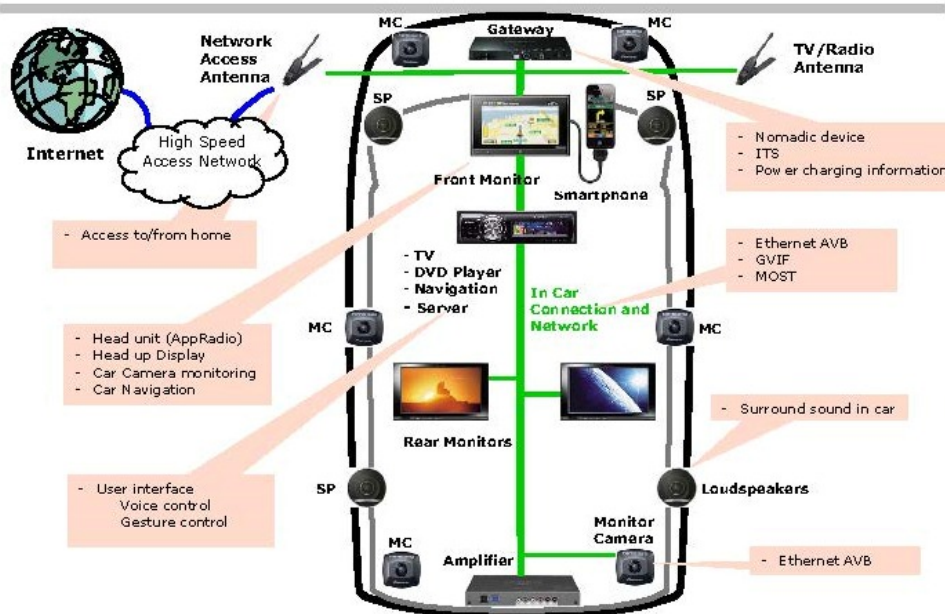 MC
Gateway
MC
Network
Access
Antenna
TV/Radio
Antenna
SP
SP
Internet
High Speed
Access Network
Front Monitor
Smartphone
- Nomadic device
- ITS
- Power charging information
- Access to/from home
- TV
- DVD Player
- Navigation
- Server
- Ethernet AVB
- GVIF
- MOST
In Car
Connection and
Network
MC
MC
- Head unit (AppRadio)
- Head up Display
- Car Camera monitoring
- Car Navigation
Rear Monitors
- Surround sound in car
- User interface
Voice control
Gesture control
SP
Loudspeakers
MC
Amplifier
Monitor
Camera
- Ethernet AVB